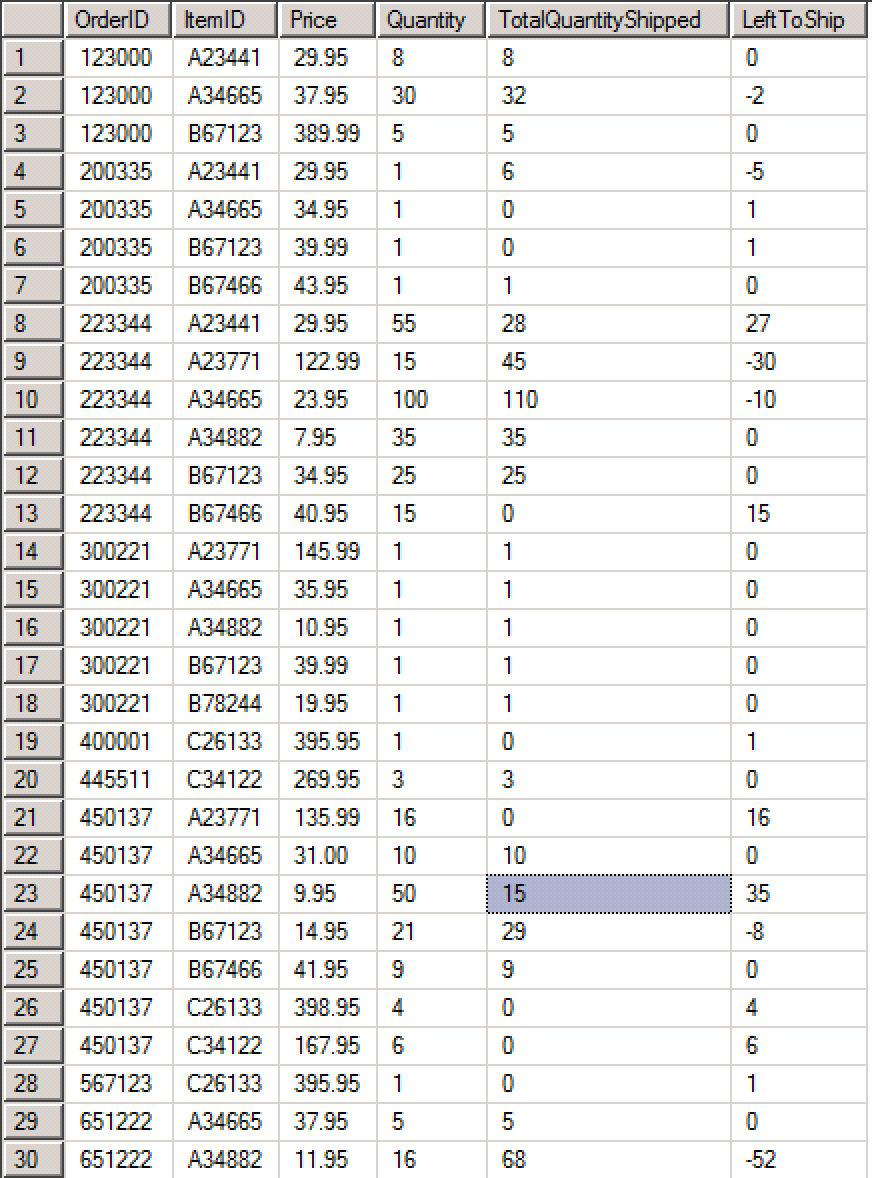 OrderID ItemID Price Quantity TotalQuantityShipped LeftToShip
1 123000 A23441 29.95 8 8 0
2 123000 A34665 37.95 30 32 -2
3 123000 B67123 389.99 5 5 0
4 200335 A23441 29.95 1 6 -5
5 200335 A34665 34.95 1 0 1
6 200335 B67123 39.99 1 0 1
7 200335 B67466 43.95 1 1 0
8 223344 A23441 29.95 55 28 27
9 223344 A23771 122.99 15 45 -30
10 223344 A34665 23.95 100 110 -10
11 223344 A34882 7.95 35 35 0
12 223344 B67123 34.95 25 25 0
13 223344 B67466 40.95 15 0 15
14 300221 A23771 145.99 1 1 0
15 300221 A34665 35.95 1 1 0
16 300221 A34882 10.95 1 1 0
17 300221 B67123 39.99 1 1 0
18 300221 B78244 19.95 1 1 0
19 400001 C26133 395.95 1 0 1
20 445511 C34122 269.95 3 3 0
21 450137 A23771 135.99 16 0 16
22 450137 A34665 31.00 10 10 0
23 450137 A34882 9.95 50 15 35
24 450137 B67123 14.95 21 29 -8
25 450137 B67466 41.95 9 9 0
26 450137 C26133 398.95 4 0 4
27 450137 C34122 167.95 6 0 6
28 567123 C26133 395.95 1 0 1
29 651222 A34665 37.95 5 5 0
30 651222 A34882 11.95 16 68 -52